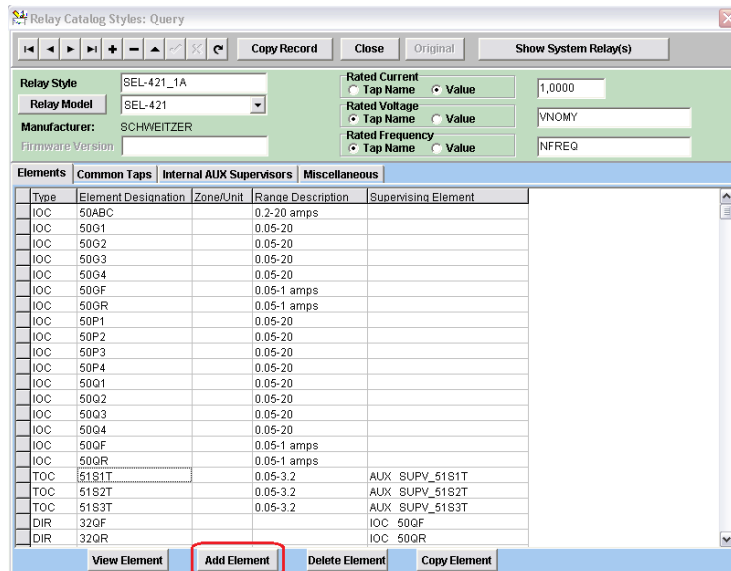 Relay Catalog Styles: Query
Copy Record Close Original Show System Relay(s)
Relay Style SEL-421_1A Rated Current Tap Name Value 1,0000
Relay Model SEL-421 Rated Voltage Tap Name Value VNOMY
Manufacturer: SCHWEITZER Rated Frequency Tap Name Value NFREQ
Firmware Version
Elements Common Taps Internal AUX Supervisors Miscellaneous
Type Element Designation Zone/Unit Range Description Supervising Element
IOC 50ABC 0.2-20 amps
IOC 50G1 0.05-20
IOC 50G2 0.05-20
IOC 50G3 0.05-20
IOC 50G4 0.05-20
IOC 50GF 0.05-1 amps
IOC 50GR 0.05-1 amps
IOC 50P1 0.05-20
IOC 50P2 0.05-20
IOC 50P3 0.05-20
IOC 50P4 0.05-20
IOC 50Q1 0.05-20
IOC 50Q2 0.05-20
IOC 50Q3 0.05-20
IOC 50Q4 0.05-20
IOC 50QF 0.05-1 amps
IOC 50QR 0.05-1 amps
TOC 51S1T 0.05-3.2 AUX SUPV_51S1T
TOC 51S2T 0.05-3.2 AUX SUPV_51S2T
TOC 51S3T 0.05-3.2 AUX SUPV_51S3T
DIR 32QF IOC 50QF
DIR 32QR IOC 50QR
View Element Add Element Delete Element Copy Element